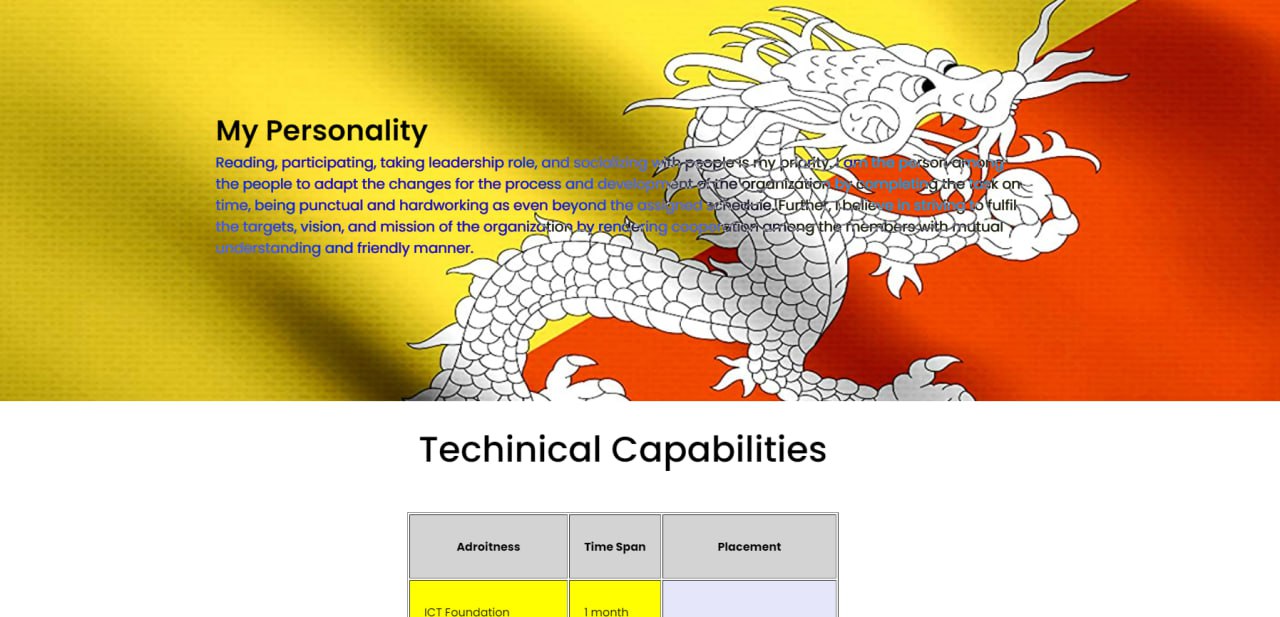 My Personality
Reading, participating, taking leadership role, and socializing with people is my priority. I am the person among
the people to adapt the changes for the process and development of the organization by completing the task on
time, being punctual and hardworking as even beyond the assigned schedule. Further, I believe in striving to fulfil
the targets, vision, and mission of the organization by rendering cooperation among the members with mutual
understanding and friendly manner.
Techinical Capabilities
Adroitness Time Span Placement
ICT Foundation 1 month